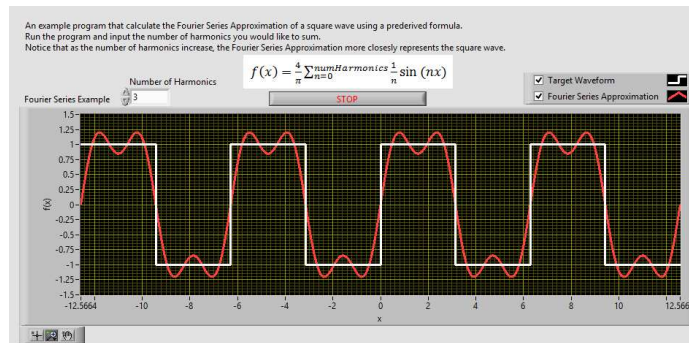 An example program that calculate the Fourier Series Approximation of a square wave using a prederived formula.
Run the program and input the number of harmonics you would like to sum.
Notice that as the number of harmonics increase, the Fourier Series Approximation more closesly represents the square wave.
f(x) = 4/π ∑ numHarmonics n=0 1/n sin (nx)
Number of Harmonics
Target Waveform
Fourier Series Example
3
STOP
Fourier Series Approximation
1.5
1.25
1
0.75
0.5
0.25
0
-0.25
-0.5
-0.75
-1
-1.25
-1.5
f(x)
-12.5664 -10 -8 -6 -4 -2 0 2 4 6 8 10 12.566
x